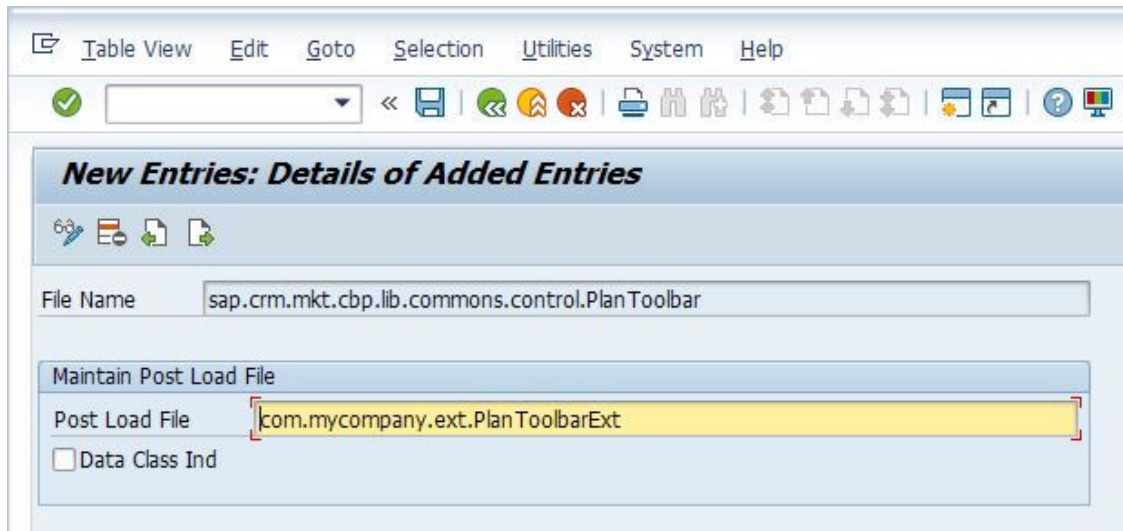 Table View Edit Goto Selection Utilities System Help
New Entries: Details of Added Entries
File Name sap.crm.mkt.cbp.lib.commons.control.PlanToolbar
Maintain Post Load File
Post Load File com.mycompany.ext.PlanToolbarExt
Data Class Ind